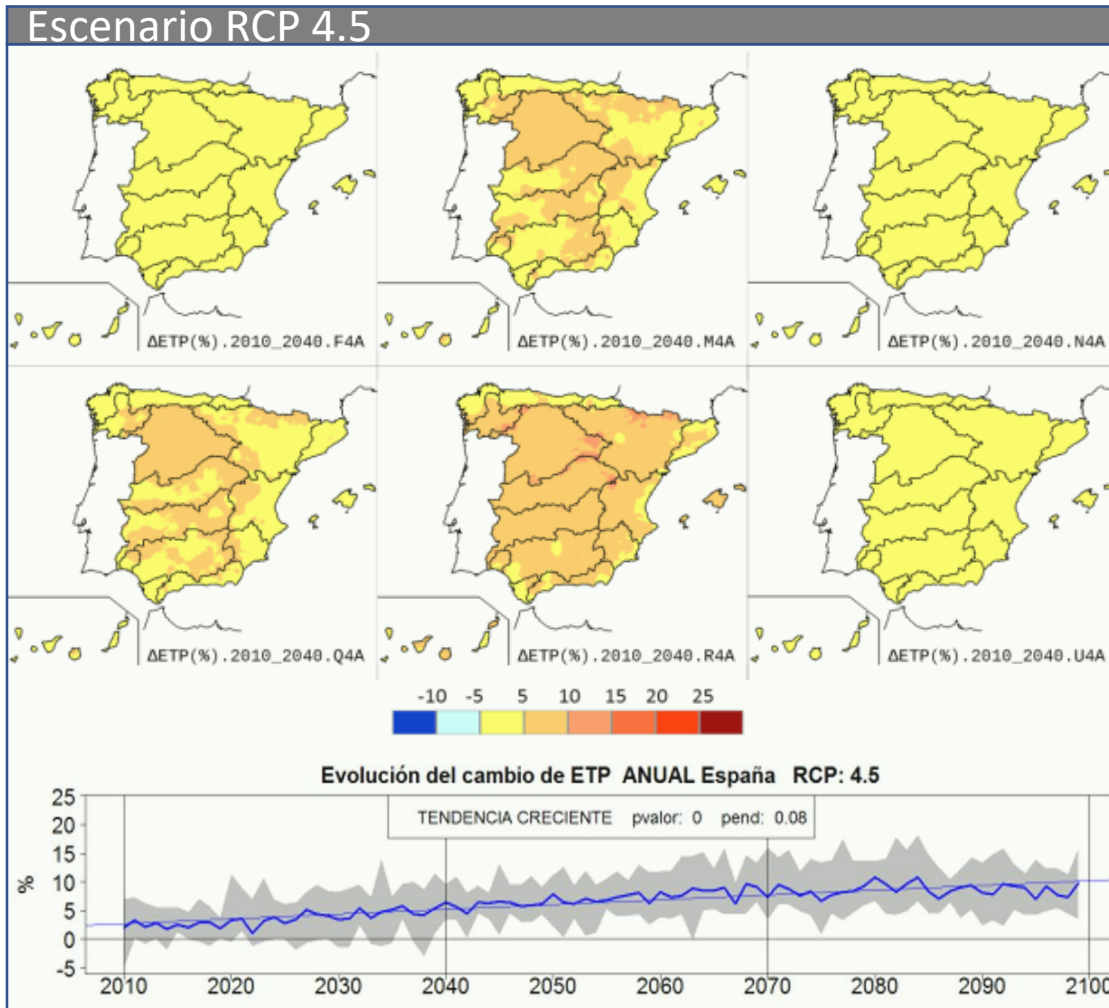 Escenario RCP 4.5
ΔETP(%).2010_2040.F4A
ΔETP(%).2010_2040.M4A
ΔETP(%).2010_2040.N4A
ΔETP(%).2010_2040.Q4A
ΔETP(%).2010_2040.R4A
ΔETP(%).2010_2040.U4A
-10 -5 5 10 15 20 25
Evolución del cambio de ETP ANUAL España RCP: 4.5
TENDENCIA CRECIENTE pvalor: 0 pend: 0.08
25
20
15
10
5
0
-5
%
2010 2020 2030 2040 2050 2060 2070 2080 2090 2100